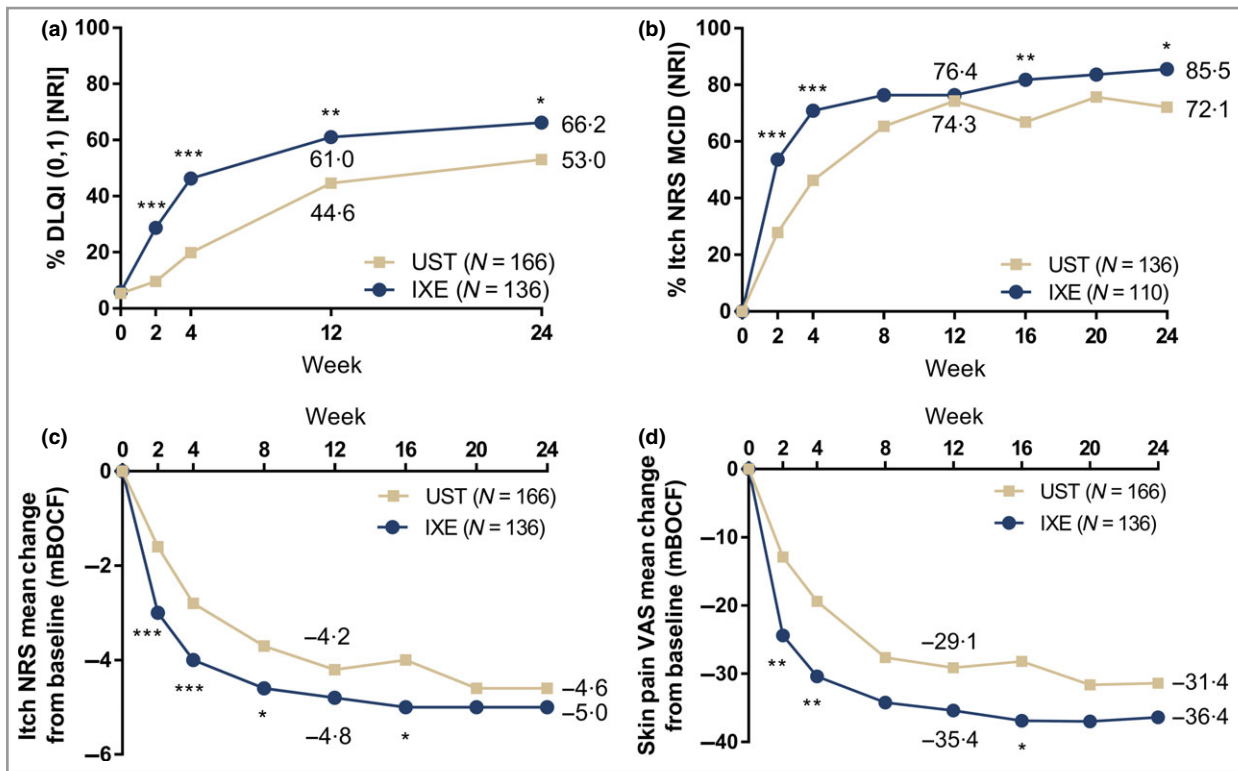 (a)
% DLQI (0,1) [NRI]
100
80
60
40
20
0
***
***
**
*
61·0
44·6
66·2
53·0
UST (N = 166)
IXE (N = 136)
0 2 4 12 24
Week
(b)
% Itch NRS MCID (NRI)
100
80
60
40
20
0
***
***
**
*
76·4
74·3
85·5
72·1
UST (N = 136)
IXE (N = 110)
0 2 4 8 12 16 20 24
Week
(c)
Week
0 2 4 8 12 16 20 24
Itch NRS mean change
from baseline (mBOCF)
0
–2
–4
–6
UST (N = 166)
IXE (N = 136)
–4·2
–4·6
–5·0
–4·8
***
***
*
*
(d)
Week
0 2 4 8 12 16 20 24
Skin pain VAS mean change
from baseline (mBOCF)
0
–10
–20
–30
–40
UST (N = 166)
IXE (N = 136)
–29·1
–31·4
–36·4
–35·4
**
**
*